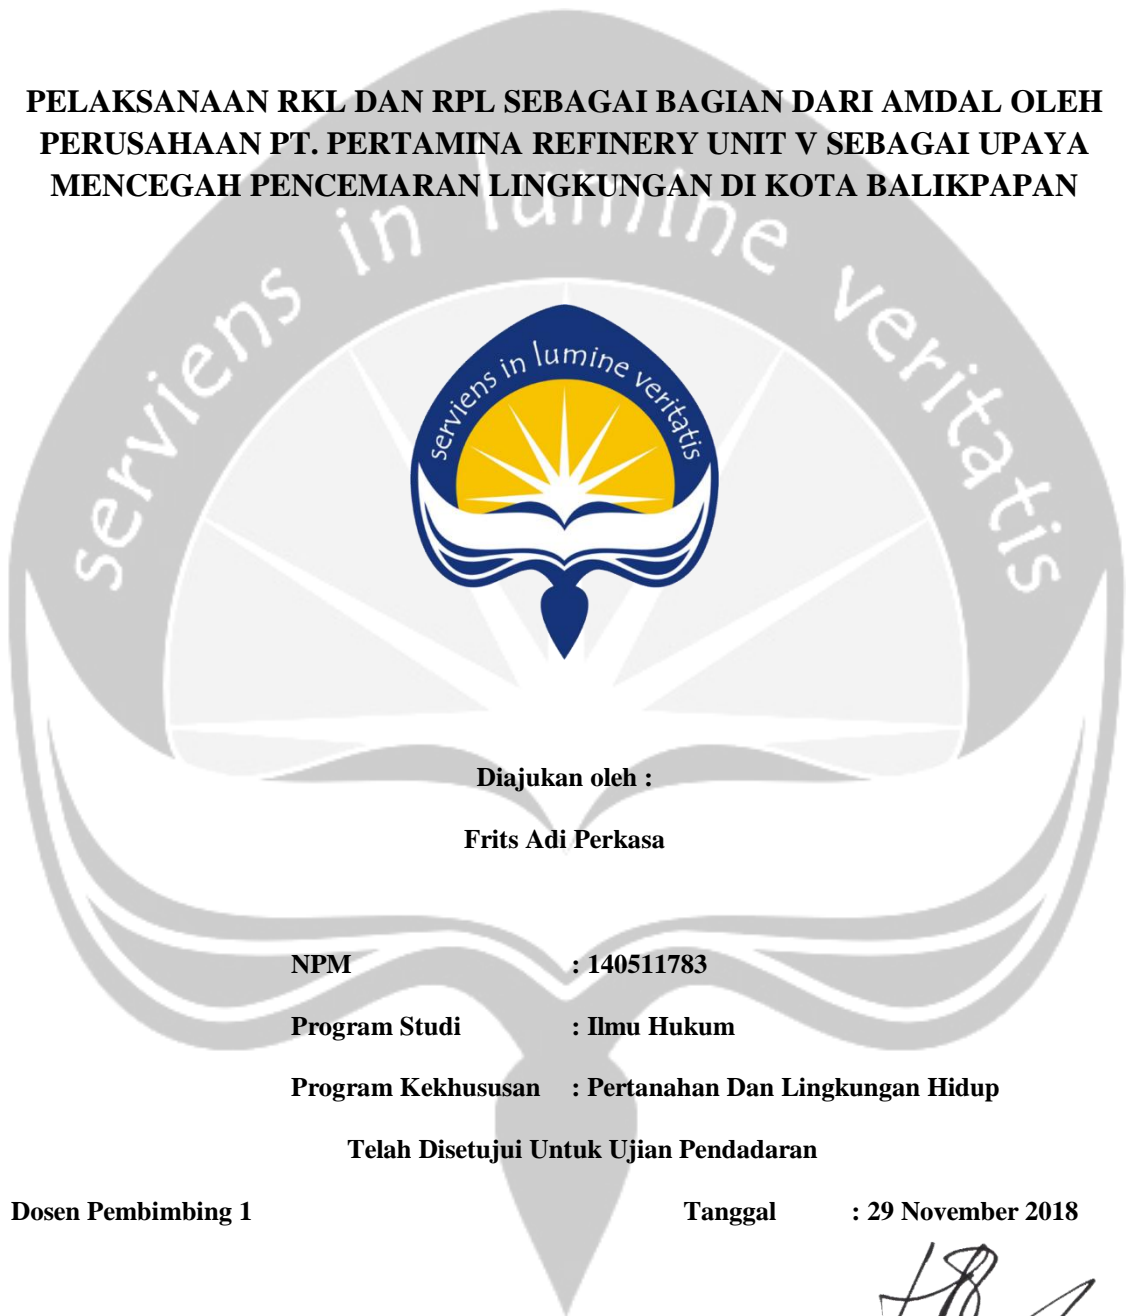 PELAKSANAAN RKL DAN RPL SEBAGAI BAGIAN DARI AMDAL OLEH
PERUSAHAAN PT. PERTAMINA REFINERY UNIT V SEBAGAI UPAYA
MENCEGAH PENCEMARAN LINGKUNGAN DI KOTA BALIKPAPAN
serviens in lumine veritatis
serviens in lumine veritatis
Diajukan oleh :
Frits Adi Perkasa
NPM : 140511783
Program Studi : Ilmu Hukum
Program Kekhususan : Pertanahan Dan Lingkungan Hidup
Telah Disetujui Untuk Ujian Pendadaran
Dosen Pembimbing 1 Tanggal : 29 November 2018